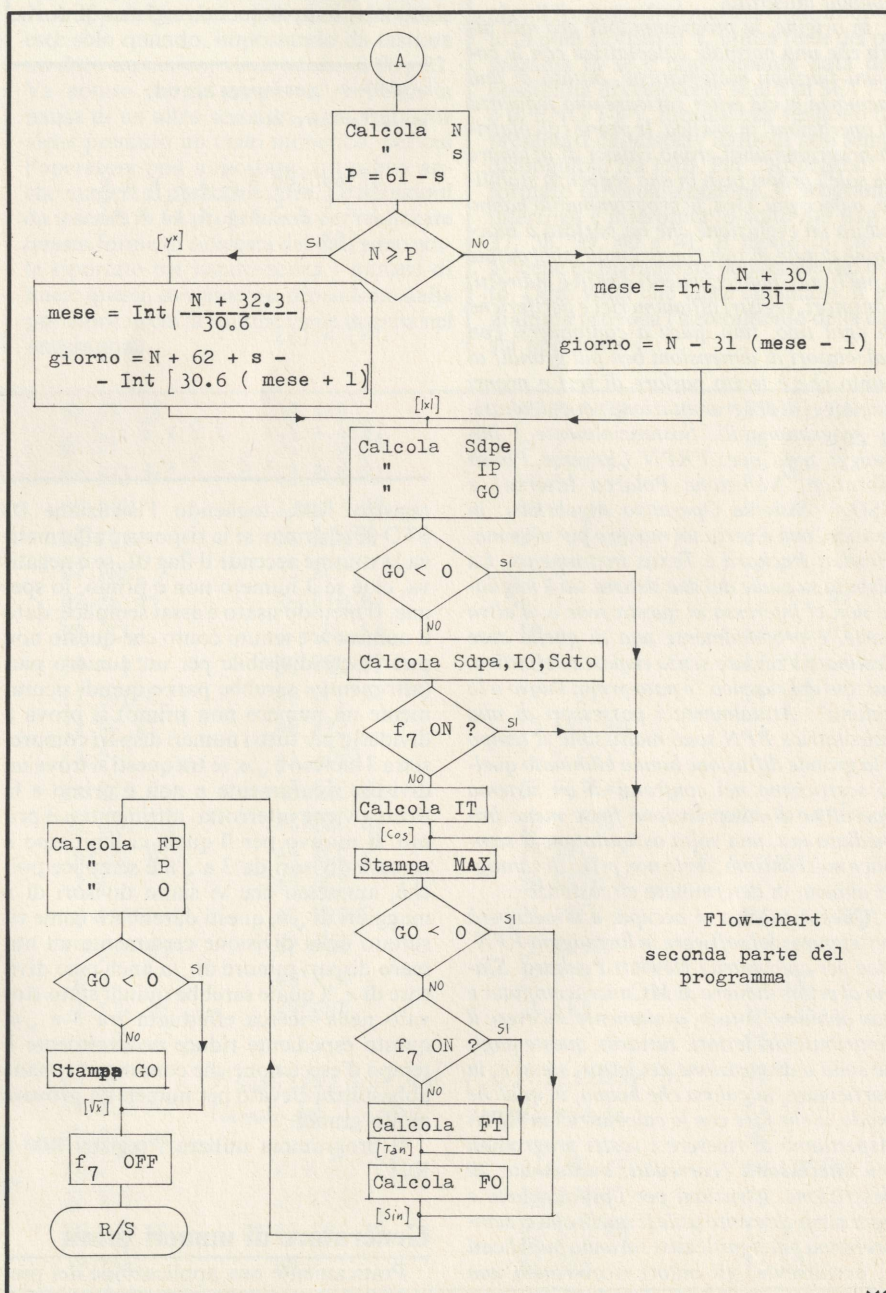 A
Calcola N
" s
P = 61 - s
N ⩾ P
SI
NO
[yˣ]
mese = Int(N + 32.3 / 30.6)
giorno = N + 62 + s -
- Int [30.6 ( mese + 1)]
mese = Int(N + 30 / 31)
giorno = N - 31 (mese - 1)
[|x|]
Calcola Sdpe
" IP
" GO
GO < 0
SI
NO
Calcola Sdpa,IO,Sdto
f₇ ON ?
SI
NO
Calcola IT
[Cos]
Stampa MAX
GO < 0
SI
NO
f₇ ON ?
SI
NO
Calcola FT
[Tan]
Calcola FO
[Sin]
Calcola FP
" P
" O
GO < 0
SI
NO
Stampa GO
[√x]
f₇ OFF
R/S
Flow-chart
seconda parte del
programma